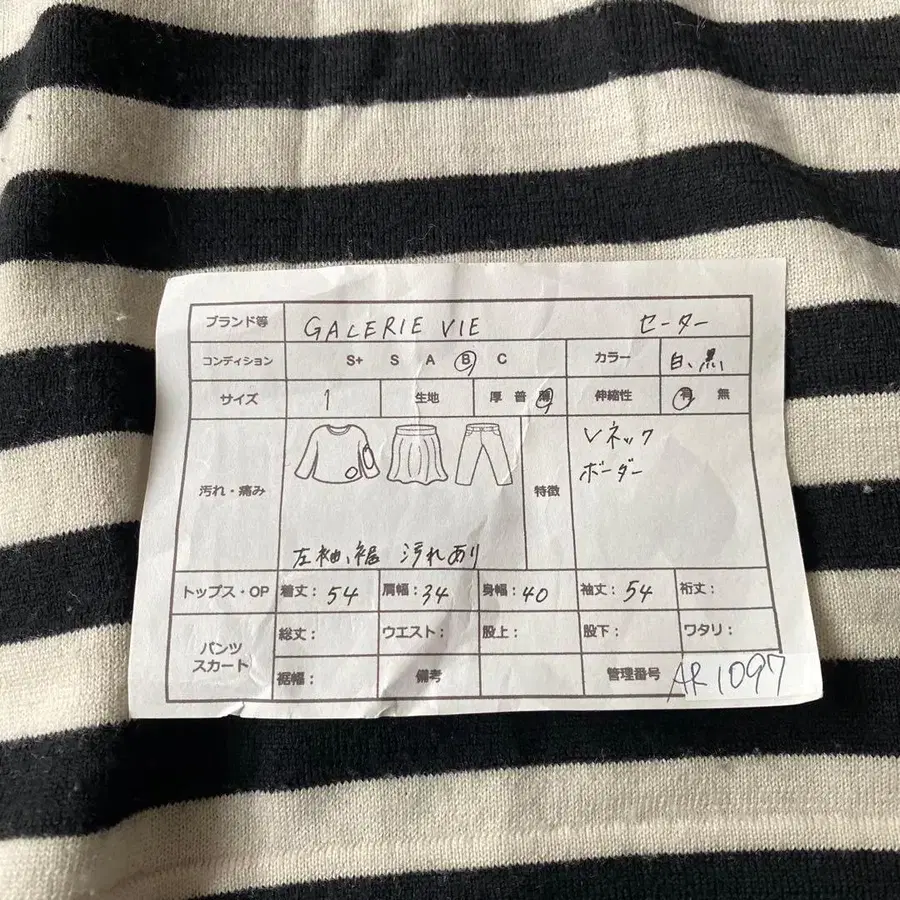 ブランド等 GALERIE VIE セーター
コンディション S+ S A B C カラー 白、黒
サイズ 1 生地 厚 普 薄 伸縮性 有 無
汚れ・痛み 特徴 Vネック
ボーダー
左袖、裾 汚れあり
トップス・OP 着丈：54 肩幅：34 身幅：40 袖丈：54 裄丈：
パンツ スカート 総丈： ウエスト： 股上： 股下： ワタリ：
裾幅： 備考 管理番号 AR1097